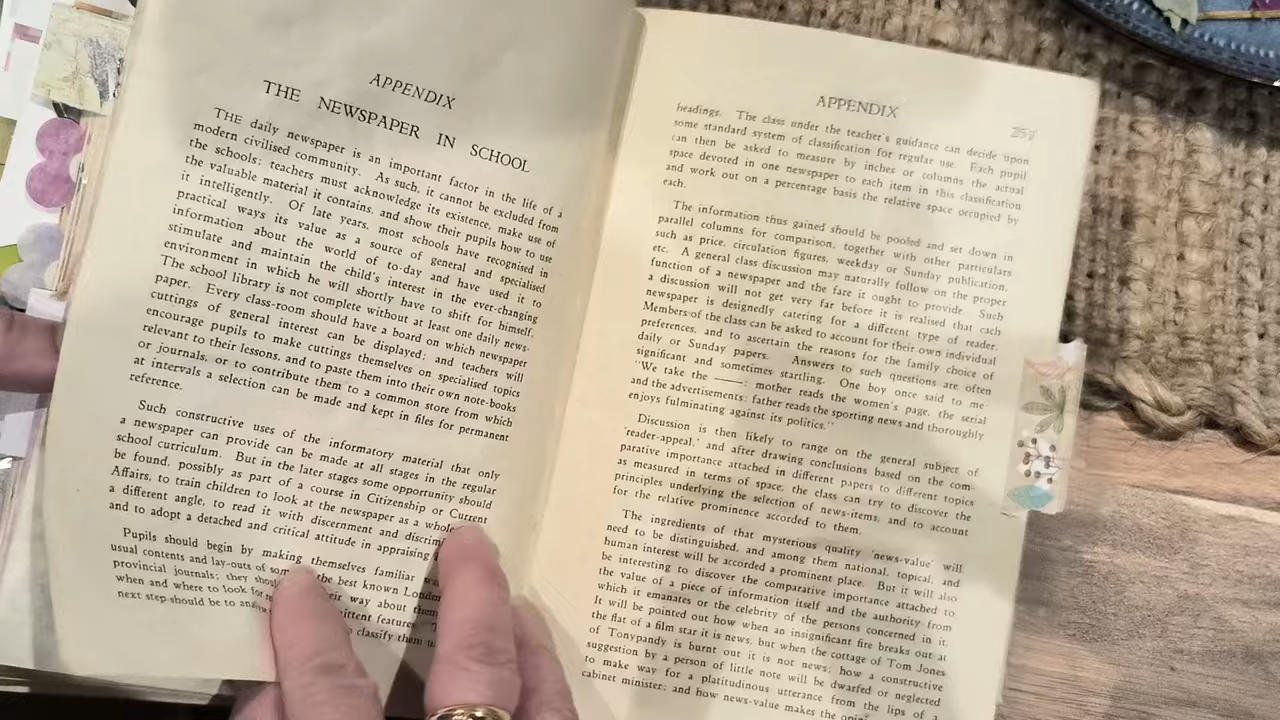 APPENDIX
THE NEWSPAPER IN SCHOOL
THE daily newspaper is an important factor in the life of a
modern civilised community. As such, it cannot be excluded from
the schools; teachers must acknowledge its existence, make use of
the valuable material it contains, and show their pupils how to use
it intelligently. Of late years, most schools have recognised in
practical ways its value as a source of general and specialised
information about the world of to-day and have used it to
stimulate and maintain the child's interest in the ever-changing
environment in which he will shortly have to shift for himself.
The school library is not complete without at least one daily news-
paper. Every class-room should have a board on which newspaper
cuttings of general interest can be displayed; and teachers will
encourage pupils to make cuttings themselves on specialised topics
relevant to their lessons, and to paste them into their own note-books
or journals, or to contribute them to a common store from which
at intervals a selection can be made and kept in files for permanent
reference.
Such constructive uses of the informatory material that only
a newspaper can provide can be made at all stages in the regular
school curriculum. But in the later stages some opportunity should
be found, possibly as part of a course in Citizenship or Current
Affairs, to train children to look at the newspaper as a whole
a different angle, to read it with discernment and
and to adopt a detached and critical attitude in appraising
Pupils should begin by making themselves familiar
usual contents and lay-outs of the best known London
provincial journals; they their way about them
when and where to look for features.
next step should be to classify them
APPENDIX
257
headings. The class under the teacher's guidance can decide upon
some standard system of classification for regular use. Each pupil
can then be asked to measure by inches or columns the actual
space devoted in one newspaper to each item in this classification
and work out on a percentage basis the relative space occupied by
each.
The information thus gained should be pooled and set down in
parallel columns for comparison, together with other particulars
such as price, circulation figures, weekday or Sunday publication,
etc. A general class discussion may naturally follow on the proper
function of a newspaper and the fare it ought to provide. Such
a discussion will not get very far before it is realised that each
newspaper is designedly catering for a different type of reader.
Members of the class can be asked to account for their own individual
preferences, and to ascertain the reasons for the family choice of
daily or Sunday papers. Answers to such questions are often
significant and sometimes startling. One boy once said to me
"We take the ——; mother reads the women's page, the serial
and the advertisements; father reads the sporting news and thoroughly
enjoys fulminating against its politics."
Discussion is then likely to range on the general subject of
'reader-appeal,' and after drawing conclusions based on the com-
parative importance attached in different papers to different topics
as measured in terms of space, the class can try to discover the
principles underlying the selection of news-items, and to account
for the relative prominence accorded to them.
The ingredients of that mysterious quality 'news-value' will
need to be distinguished, and among them national, topical, and
human interest will be accorded a prominent place. But it will also
be interesting to discover the comparative importance attached to
the value of a piece of information itself and the authority from
which it emanates or the celebrity of the persons concerned in it.
It will be pointed out how when an insignificant fire breaks out at
the flat of a film star it is news, but when the cottage of Tom Jones
of Tonypandy is burnt out it is not news; how a constructive
suggestion by a person of little note will be dwarfed or neglected
to make way for a platitudinous utterance from the lips of a
cabinet minister; and how news-value makes the